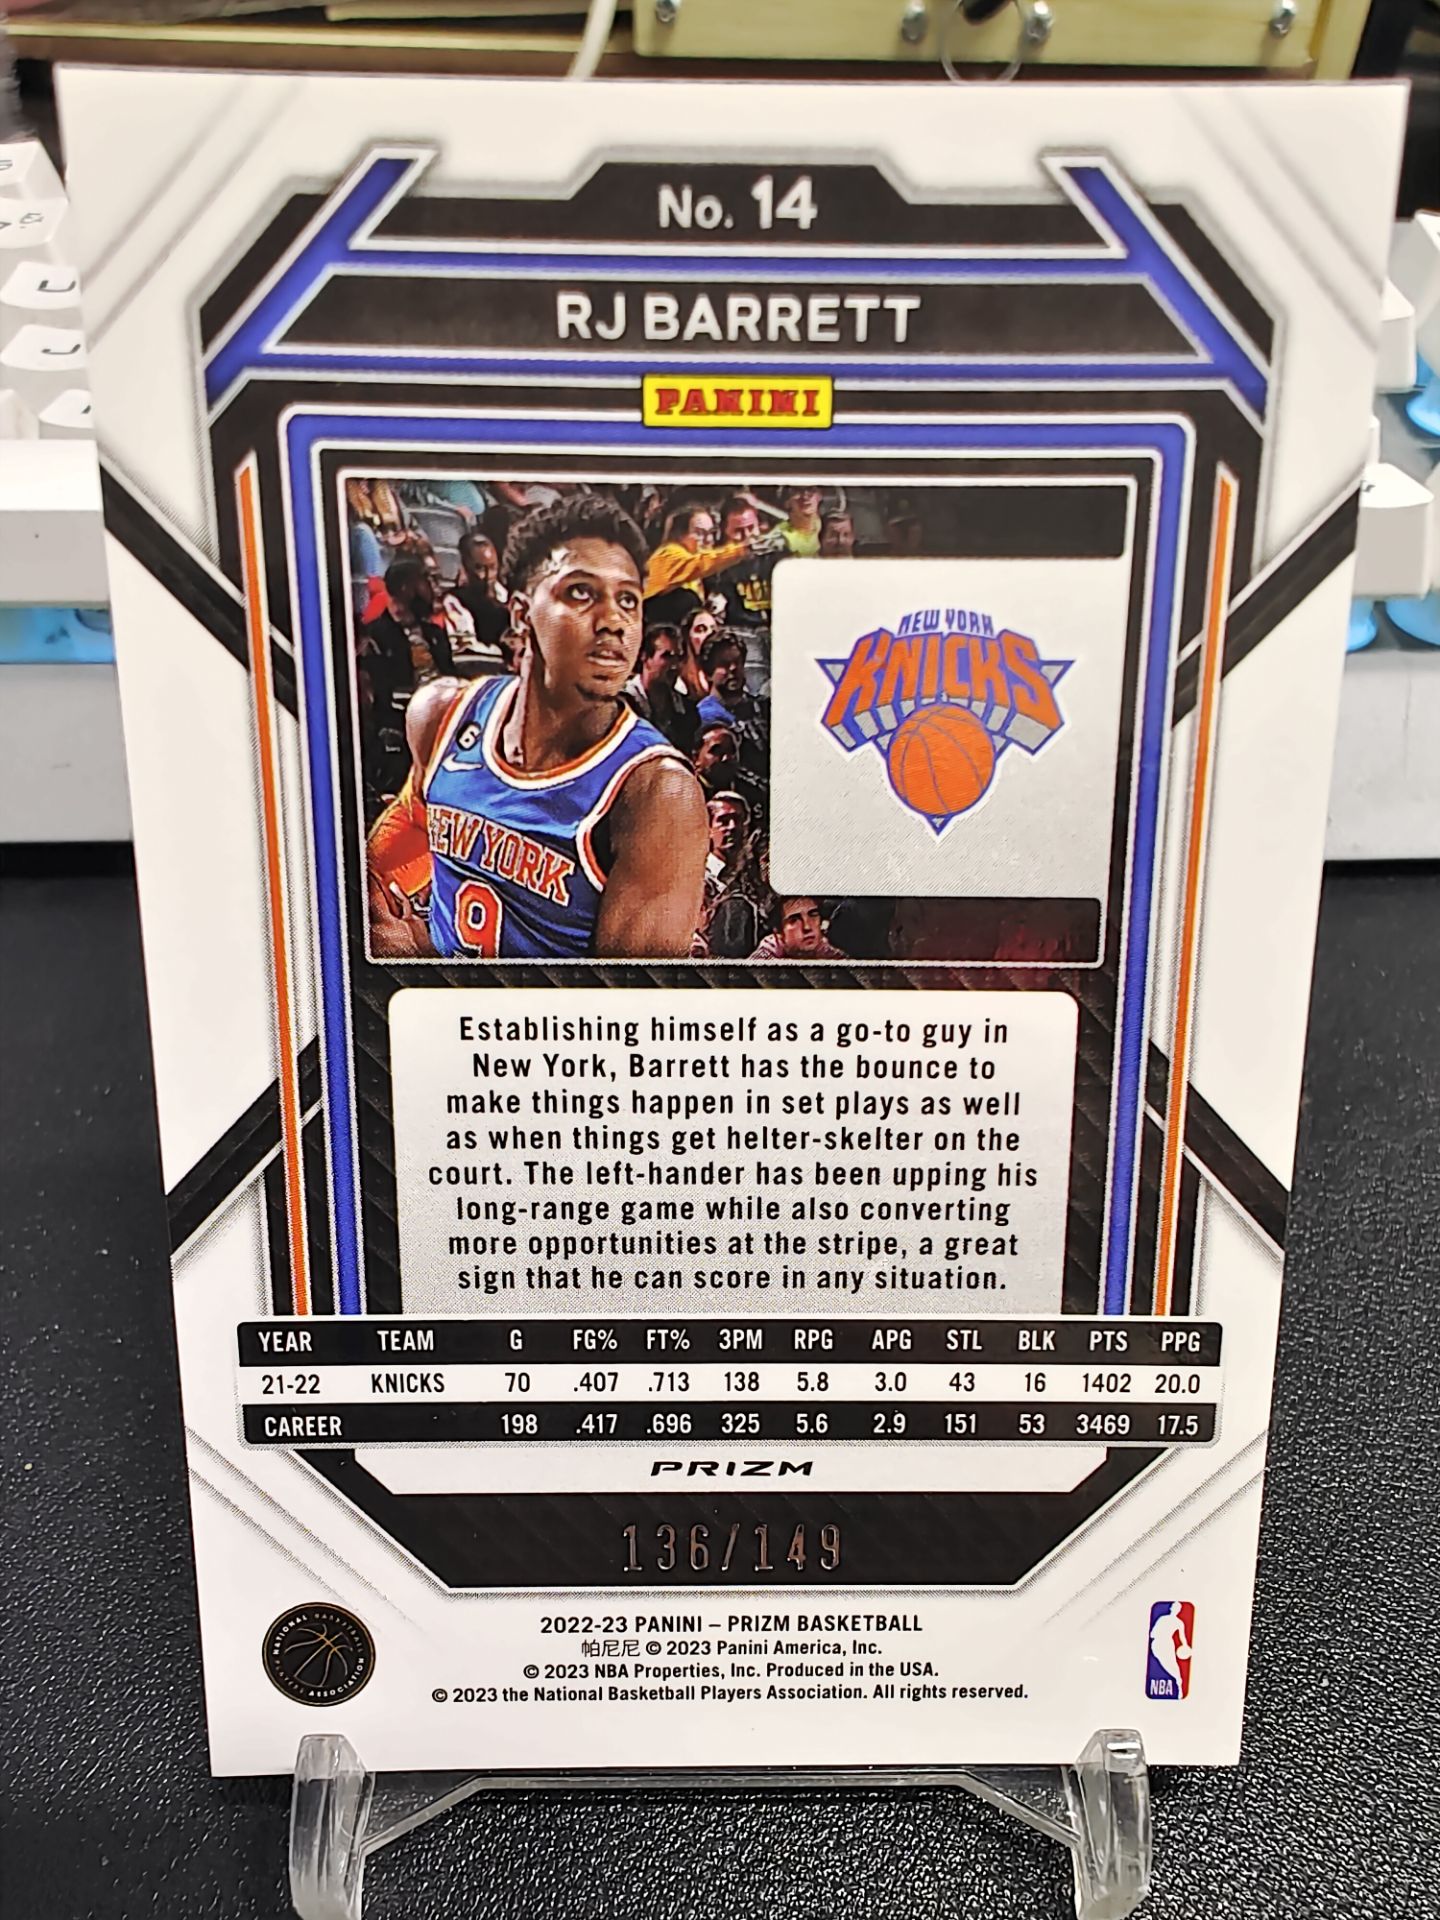 No. 14
RJ BARRETT
PANINI
NEW YORK
KNICKS
6
NEW YORK
9
Establishing himself as a go-to guy in
New York, Barrett has the bounce to
make things happen in set plays as well
as when things get helter-skelter on the
court. The left-hander has been upping his
long-range game while also converting
more opportunities at the stripe, a great
sign that he can score in any situation.
YEAR TEAM G FG% FT% 3PM RPG APG STL BLK PTS PPG
21-22 KNICKS 70 .407 .713 138 5.8 3.0 43 16 1402 20.0
CAREER 198 .417 .696 325 5.6 2.9 151 53 3469 17.5
PRIZM
136/149
2022-23 PANINI – PRIZM BASKETBALL
帕尼尼 © 2023 Panini America, Inc.
© 2023 NBA Properties, Inc. Produced in the USA.
© 2023 the National Basketball Players Association. All rights reserved.
NATIONAL BASKETBALL
PLAYERS ASSOCIATION
NBA